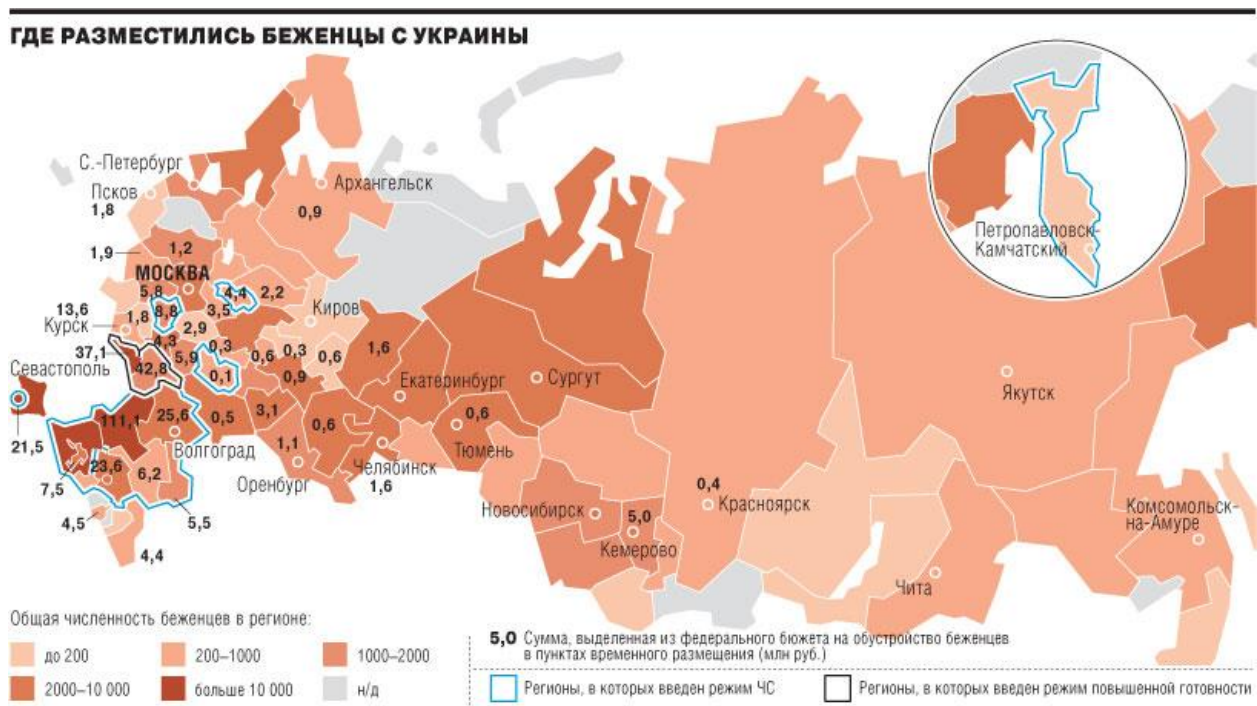 ГДЕ РАЗМЕСТИЛИСЬ БЕЖЕНЦЫ С УКРАИНЫ
С.-Петербург
Псков
1,8
Архангельск
0,9
1,9
1,2
МОСКВА
5,8
4,4
2,2
Киров
13,6
1,8
8,8
3,5
Курск
2,9
4,3
0,3
0,3
37,1
5,9
0,6
0,6
1,6
Севастополь
42,8
0,1
0,9
Екатеринбург
Сургут
111,1
25,6
0,5
3,1
0,6
0,6
21,5
Волгоград
Тюмень
23,6
6,2
1,1
7,5
Оренбург
Челябинск
1,6
4,5
5,5
4,4
Новосибирск
5,0
Кемерово
0,4
Красноярск
Якутск
Чита
Комсомольск-
на-Амуре
Петропавловск-
Камчатский
Общая численность беженцев в регионе:
до 200
200–1000
1000–2000
2000–10 000
больше 10 000
н/д
5,0 Сумма, выделенная из федерального бюжета на обустройство беженцев
в пунктах временного размещения (млн руб.)
Регионы, в которых введен режим ЧС
Регионы, в которых введен режим повышенной готовности